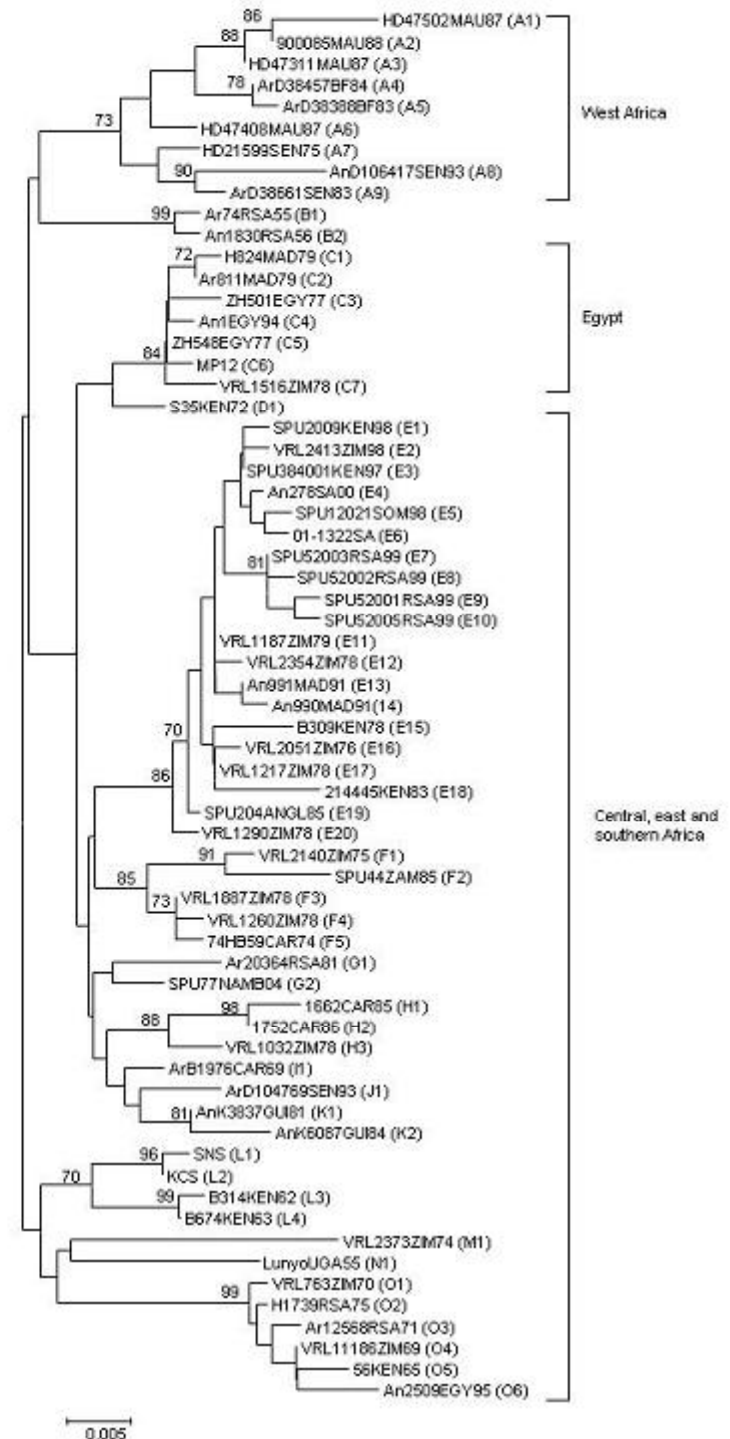 86
HD47502MAU87 (A1)
88
900085MAU88 (A2)
HD47311MAU87 (A3)
78
ArD38457BF84 (A4)
ArD38388BF83 (A5)
West Africa
73
HD47408MAU87 (A6)
HD21599SEN75 (A7)
90
AnD106417SEN93 (A8)
ArD38661SEN83 (A9)
99
Ar74RSA55 (B1)
An1830RSA56 (B2)
72
H824MAD79 (C1)
Ar811MAD79 (C2)
ZH501EGY77 (C3)
An1EGY94 (C4)
Egypt
ZH548EGY77 (C5)
84
MP12 (C6)
VRL1516ZIM78 (C7)
S35KEN72 (D1)
SPU2009KEN98 (E1)
VRL2413ZIM98 (E2)
SPU384001KEN97 (E3)
An278SA00 (E4)
SPU12021SOM98 (E5)
01-1322SA (E6)
SPU52003RSA99 (E7)
81
SPU52002RSA99 (E8)
SPU52001RSA99 (E9)
SPU52005RSA99 (E10)
VRL1187ZIM79 (E11)
VRL2354ZIM78 (E12)
An991MAD91 (E13)
An990MAD91(14)
B309KEN78 (E15)
70
VRL2051ZIM76 (E16)
VRL1217ZIM78 (E17)
86
214445KEN83 (E18)
SPU204ANGL85 (E19)
Central, east and
southern Africa
VRL1290ZIM78 (E20)
91
VRL2140ZIM75 (F1)
85
SPU44ZAM85 (F2)
73
VRL1887ZIM78 (F3)
VRL1260ZIM78 (F4)
74HB59CAR74 (F5)
Ar20364RSA81 (G1)
SPU77NAMB04 (G2)
98
1662CAR85 (H1)
88
1752CAR86 (H2)
VRL1032ZIM78 (H3)
ArB1976CAR69 (I1)
ArD104769SEN93 (J1)
81
AnK3837GUI81 (K1)
AnK6087GUI84 (K2)
96
SNS (L1)
70
KCS (L2)
99
B314KEN62 (L3)
B674KEN63 (L4)
VRL2373ZIM74 (M1)
LunyoUGA55 (N1)
99
VRL763ZIM70 (O1)
H1739RSA75 (O2)
Ar12568RSA71 (O3)
VRL11186ZIM69 (O4)
56KEN65 (O5)
An2509EGY95 (O6)
0.005